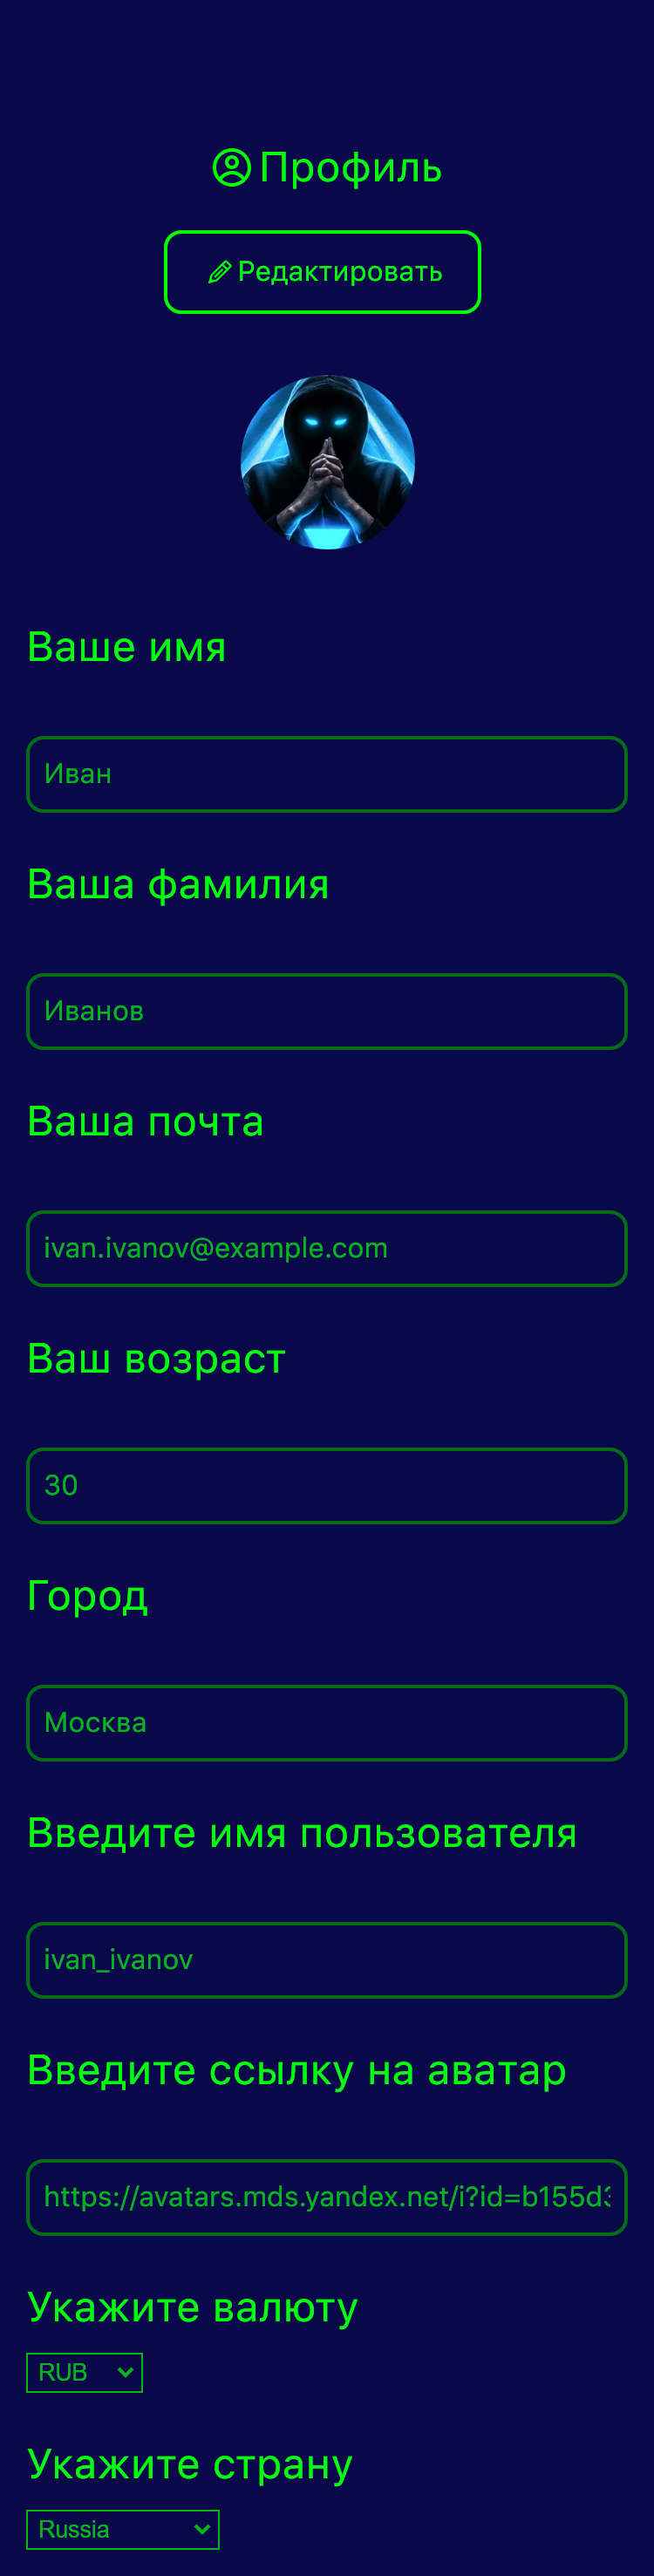 Профиль
Редактировать
Ваше имя
Иван
Ваша фамилия
Иванов
Ваша почта
ivan.ivanov@example.com
Ваш возраст
30
Город
Москва
Введите имя пользователя
ivan_ivanov
Введите ссылку на аватар
https://avatars.mds.yandex.net/i?id=b155d3
Укажите валюту
RUB
Укажите страну
Russia